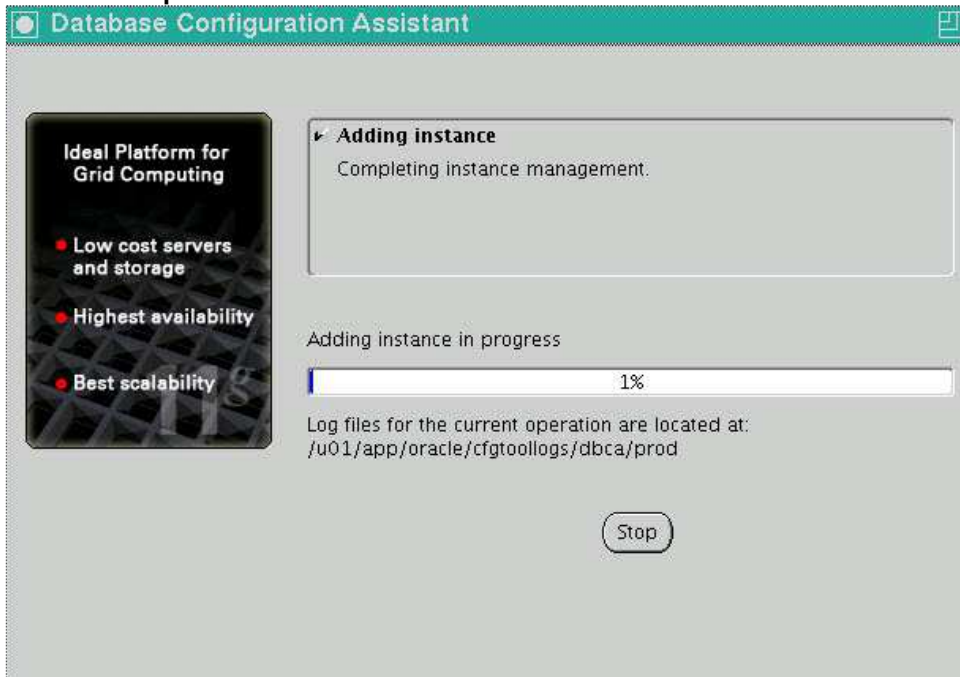 Database Configuration Assistant
Ideal Platform for
Grid Computing
Low cost servers
and storage
Highest availability
Best scalability
11g
Adding instance
Completing instance management.
Adding instance in progress
1%
Log files for the current operation are located at:
/u01/app/oracle/cfgtoollogs/dbca/prod
Stop